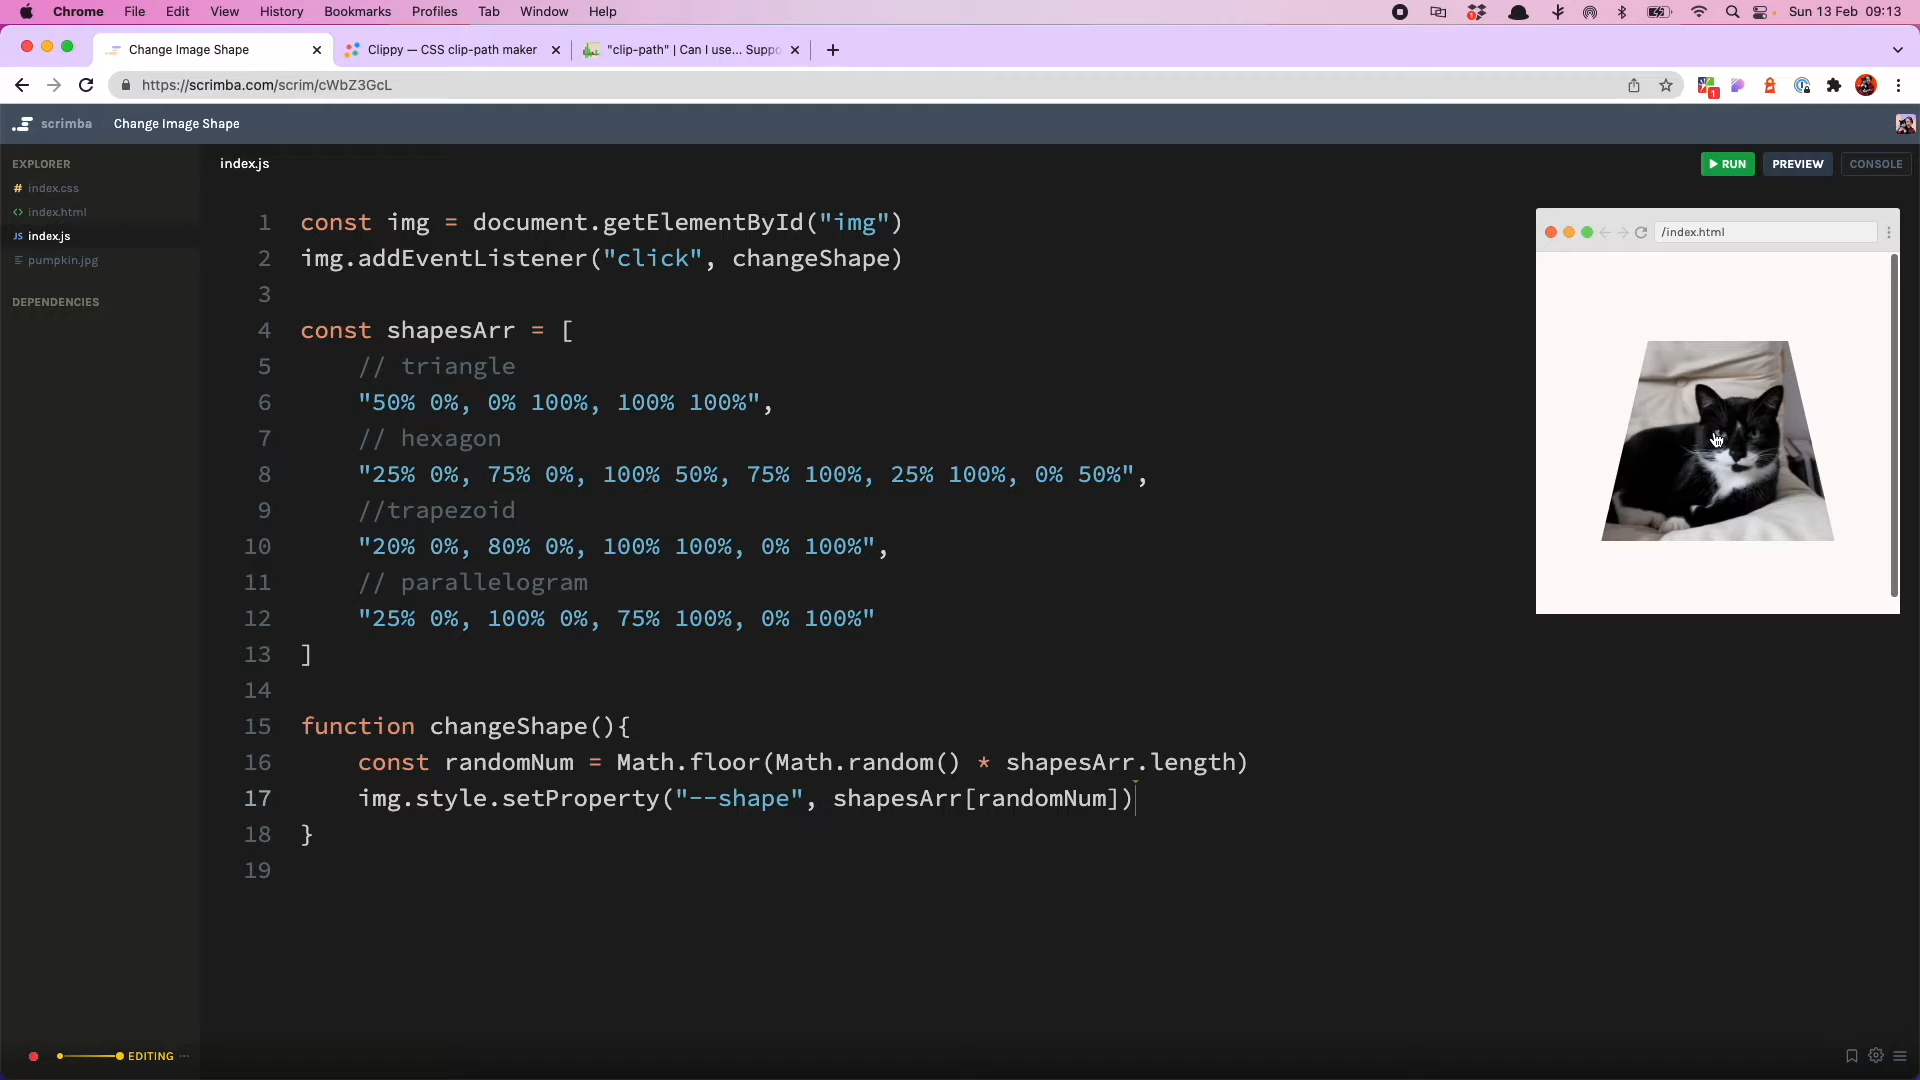 Chrome File Edit View History Bookmarks Profiles Tab Window Help
Sun 13 Feb 09:13
Change Image Shape
Clippy — CSS clip-path maker
"clip-path" | Can I use... Suppo
https://scrimba.com/scrim/cWbZ3GcL
1
scrimba Change Image Shape
EXPLORER
# index.css
<> index.html
JS index.js
pumpkin.jpg
DEPENDENCIES
index.js
RUN PREVIEW CONSOLE
/index.html
1 const img = document.getElementById("img")
2 img.addEventListener("click", changeShape)
3
4 const shapesArr = [
5 // triangle
6 "50% 0%, 0% 100%, 100% 100%",
7 // hexagon
8 "25% 0%, 75% 0%, 100% 50%, 75% 100%, 25% 100%, 0% 50%",
9 //trapezoid
10 "20% 0%, 80% 0%, 100% 100%, 0% 100%",
11 // parallelogram
12 "25% 0%, 100% 0%, 75% 100%, 0% 100%"
13 ]
14
15 function changeShape(){
16 const randomNum = Math.floor(Math.random() * shapesArr.length)
17 img.style.setProperty("--shape", shapesArr[randomNum])
18 }
19
EDITING ...